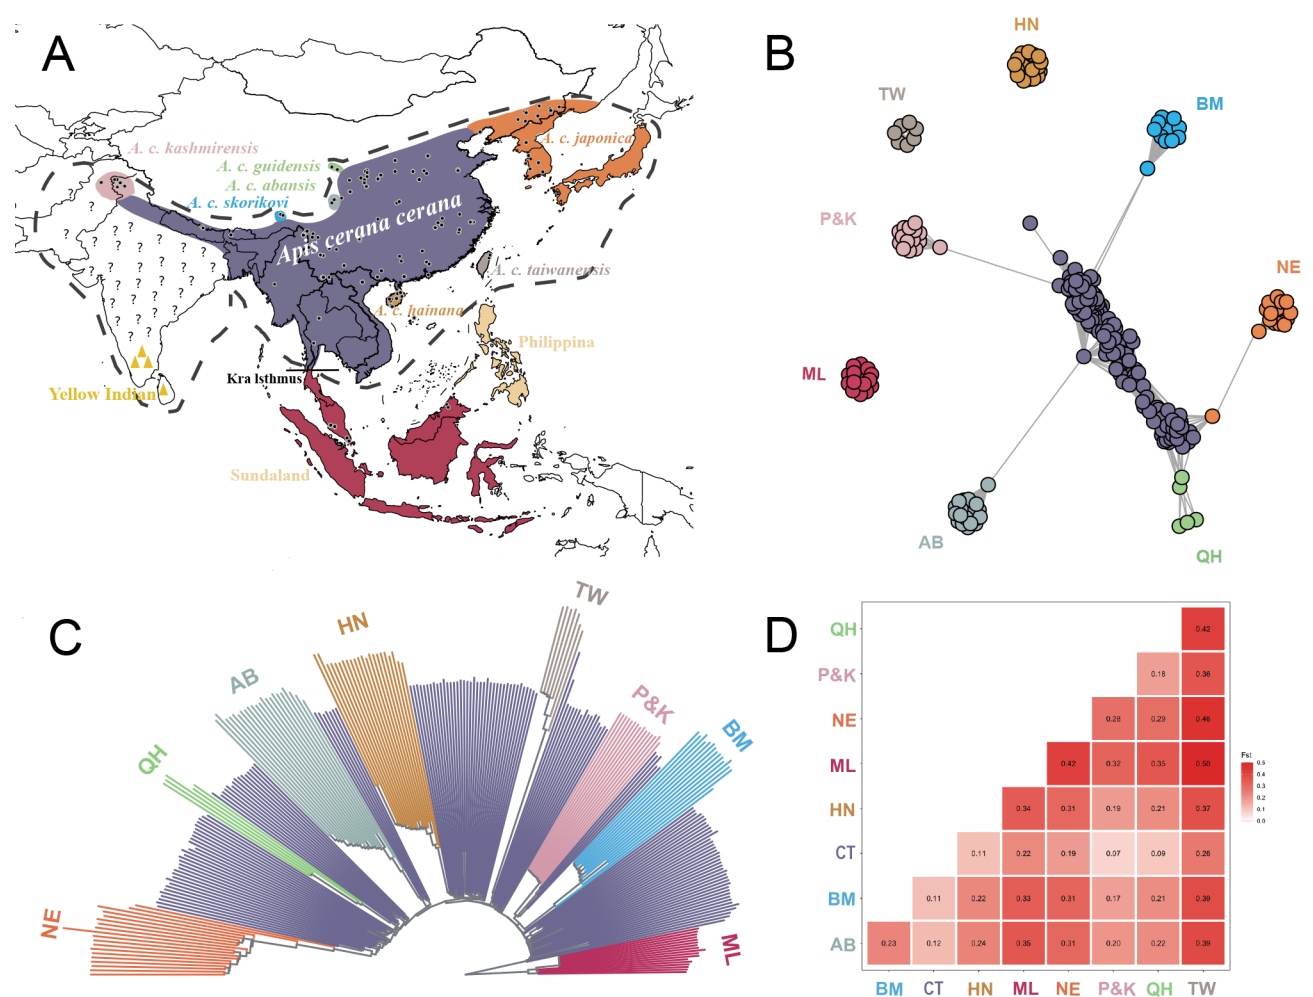 A
A. c. kashmirensis
A. c. guidensis
A. c. abansis
A. c. skorikovi
A. c. japonica
Apis cerana cerana
A. c. taiwanensis
A. c. hainana
Philippina
Kra Isthmus
Yellow Indian
Sundaland
? ? ? ? ? ? ? ? ? ? ? ? ? ? ? ? ? ? ? ? ? ? ? ? ? ? ? ? ? ? ? ?
B
HN
TW
BM
P&K
NE
ML
AB
QH
C
NE
QH
AB
HN
TW
P&K
BM
ML
D
QH 0.42
P&K 0.18 0.36
NE 0.28 0.29 0.46
ML 0.42 0.32 0.35 0.50
HN 0.34 0.31 0.19 0.21 0.37
CT 0.11 0.22 0.19 0.07 0.09 0.26
BM 0.11 0.22 0.33 0.31 0.17 0.21 0.39
AB 0.23 0.12 0.24 0.35 0.31 0.20 0.22 0.39
BM CT HN ML NE P&K QH TW
Fst
0.5
0.4
0.3
0.2
0.1
0.0